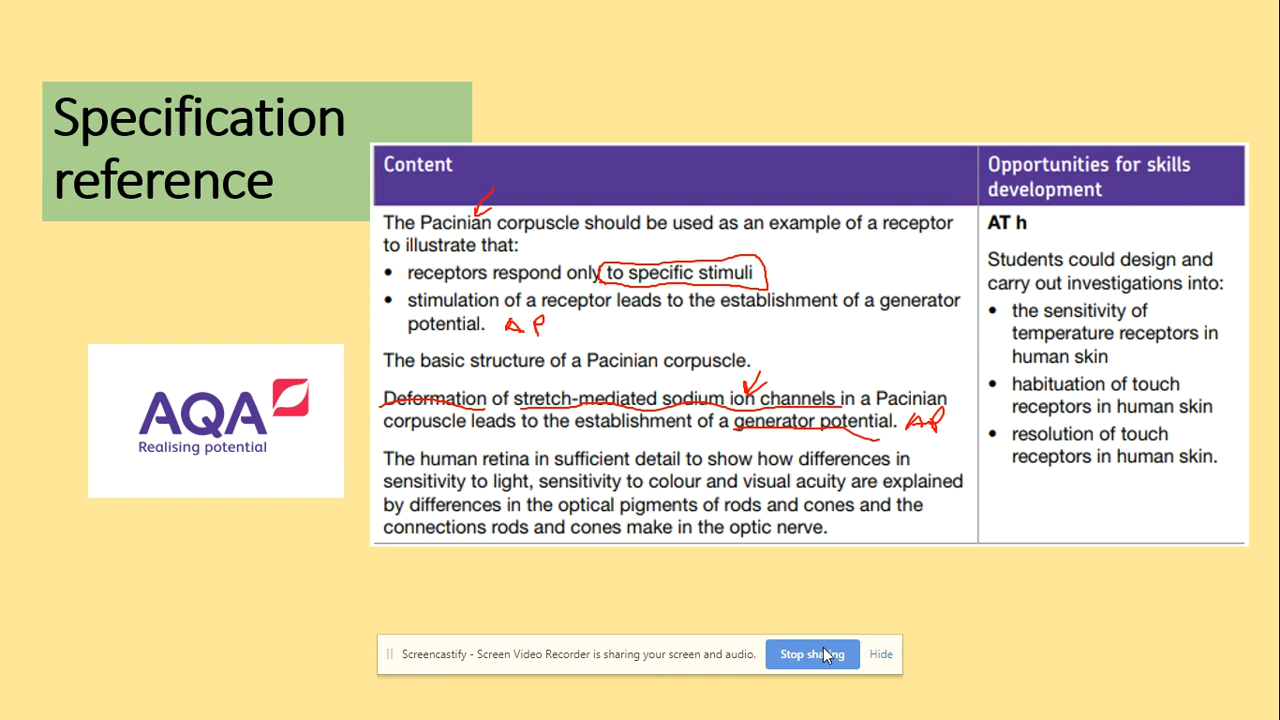 Specification
reference
Content
Opportunities for skills
development
The Pacinian corpuscle should be used as an example of a receptor
to illustrate that:
• receptors respond only to specific stimuli
• stimulation of a receptor leads to the establishment of a generator
potential. AP
The basic structure of a Pacinian corpuscle.
Deformation of stretch-mediated sodium ion channels in a Pacinian
corpuscle leads to the establishment of a generator potential. AP
The human retina in sufficient detail to show how differences in
sensitivity to light, sensitivity to colour and visual acuity are explained
by differences in the optical pigments of rods and cones and the
connections rods and cones make in the optic nerve.
AT h
Students could design and
carry out investigations into:
• the sensitivity of
temperature receptors in
human skin
• habituation of touch
receptors in human skin
• resolution of touch
receptors in human skin.
AQA
Realising potential
Screencastify - Screen Video Recorder is sharing your screen and audio.
Stop sharing
Hide